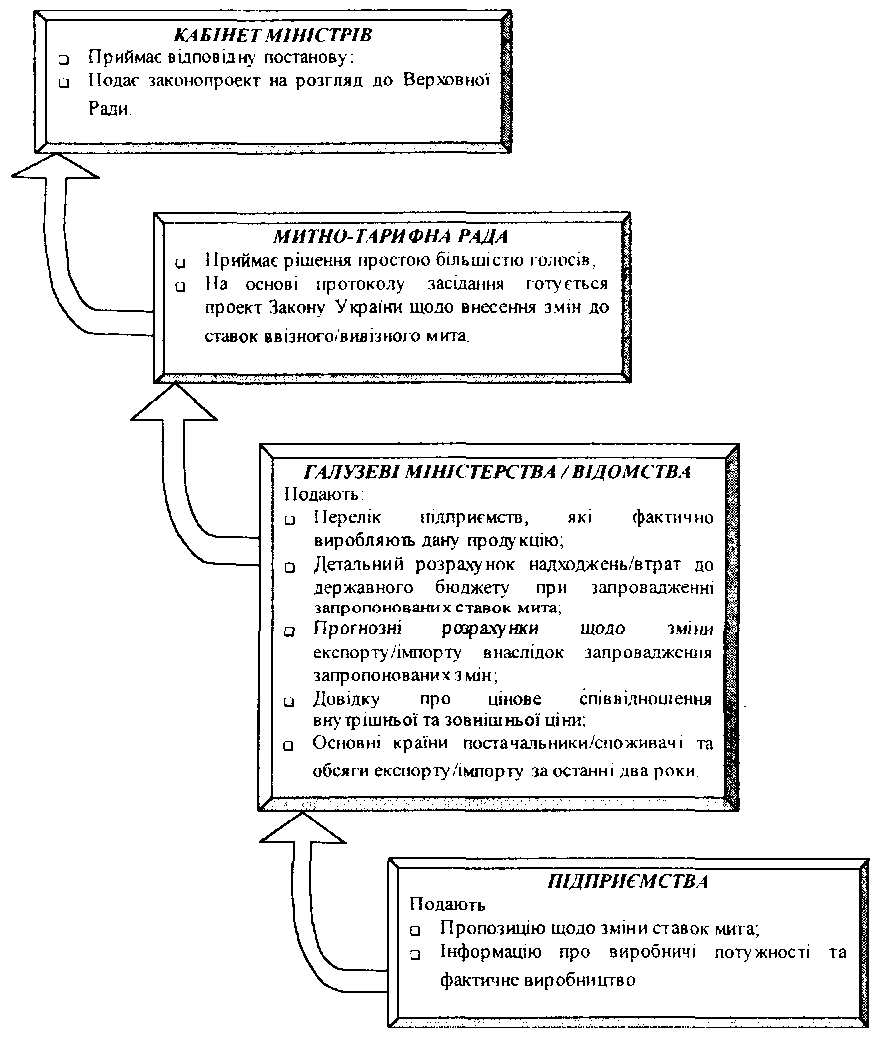 КАБІНЕТ МІНІСТРІВ
❑ Приймає відповідну постанову;
❑ Подає законопроект на розгляд до Верховної
Ради.
МИТНО-ТАРИФНА РАДА
❑ Приймає рішення простою більшістю голосів,
❑ На основі протоколу засідання готується
проект Закону України щодо внесення змін до
ставок ввізного/вивізного мита.
ГАЛУЗЕВІ МІНІСТЕРСТВА / ВІДОМСТВА
Подають:
❑ Перелік підприємств, які фактично
виробляють дану продукцію;
❑ Детальний розрахунок надходжень/втрат до
державного бюджету при запровадженні
запропонованих ставок мита;
❑ Прогнозні розрахунки щодо зміни
експорту/імпорту внаслідок запровадження
запропонованих змін;
❑ Довідку про цінове співвідношення
внутрішньої та зовнішньої ціни;
❑ Основні країни постачальники/споживачі та
обсяги експорту/імпорту за останні два роки.
ПІДПРИЄМСТВА
Подають
❑ Пропозицію щодо зміни ставок мита;
❑ Інформацію про виробничі потужності та
фактичне виробництво